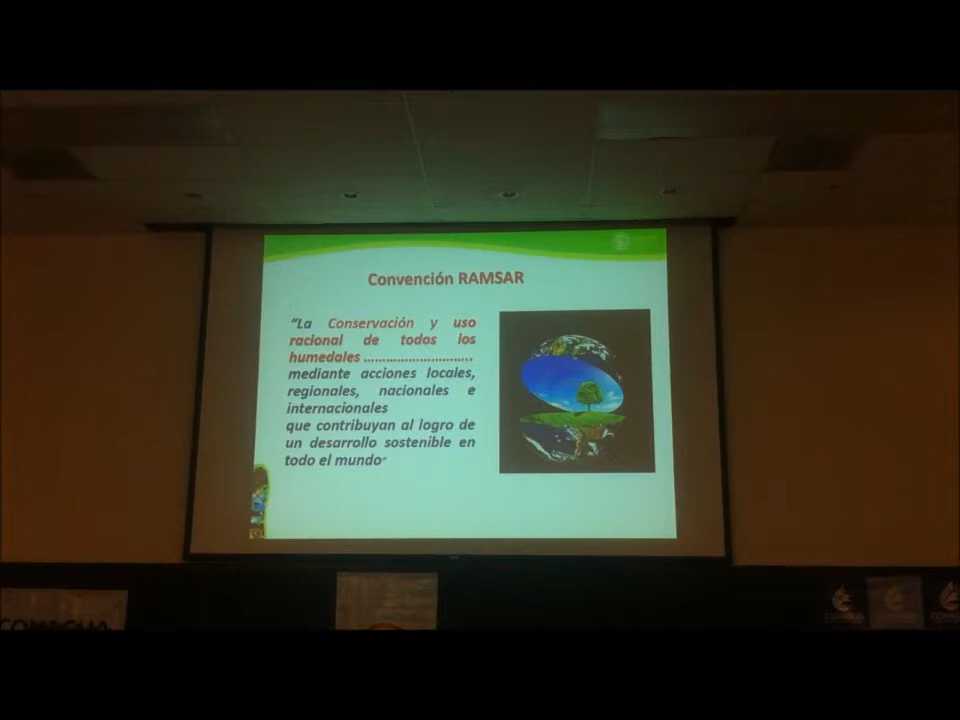 Convención RAMSAR
“La Conservación y uso
racional de todos los
humedales ............................
mediante acciones locales,
regionales, nacionales e
internacionales
que contribuyan al logro de
un desarrollo sostenible en
todo el mundo”